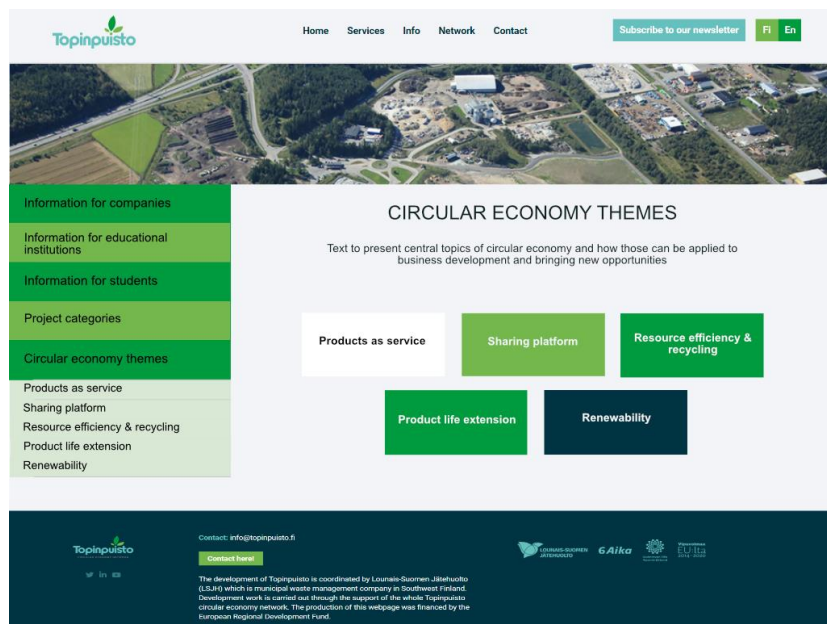 Topinpuisto
Home Services Info Network Contact
Subscribe to our newsletter
Fi En
Information for companies
Information for educational
institutions
Information for students
Project categories
Circular economy themes
Products as service
Sharing platform
Resource efficiency & recycling
Product life extension
Renewability
CIRCULAR ECONOMY THEMES
Text to present central topics of circular economy and how those can be applied to
business development and bringing new opportunities
Products as service
Sharing platform
Resource efficiency &
recycling
Product life extension
Renewability
Topinpuisto
Contact: info@topinpuisto.fi
Contact here!
The development of Topinpuisto is coordinated by Lounais-Suomen Jätehuolto
(LSJH) which is municipal waste management company in Southwest Finland.
Development work is carried out through the support of the whole Topinpuisto
circular economy network. The production of this webpage was financed by the
European Regional Development Fund.
LOUNAIS-SUOMEN
JÄTEHUOLTO
6Aika
EU:lta
2014-2020